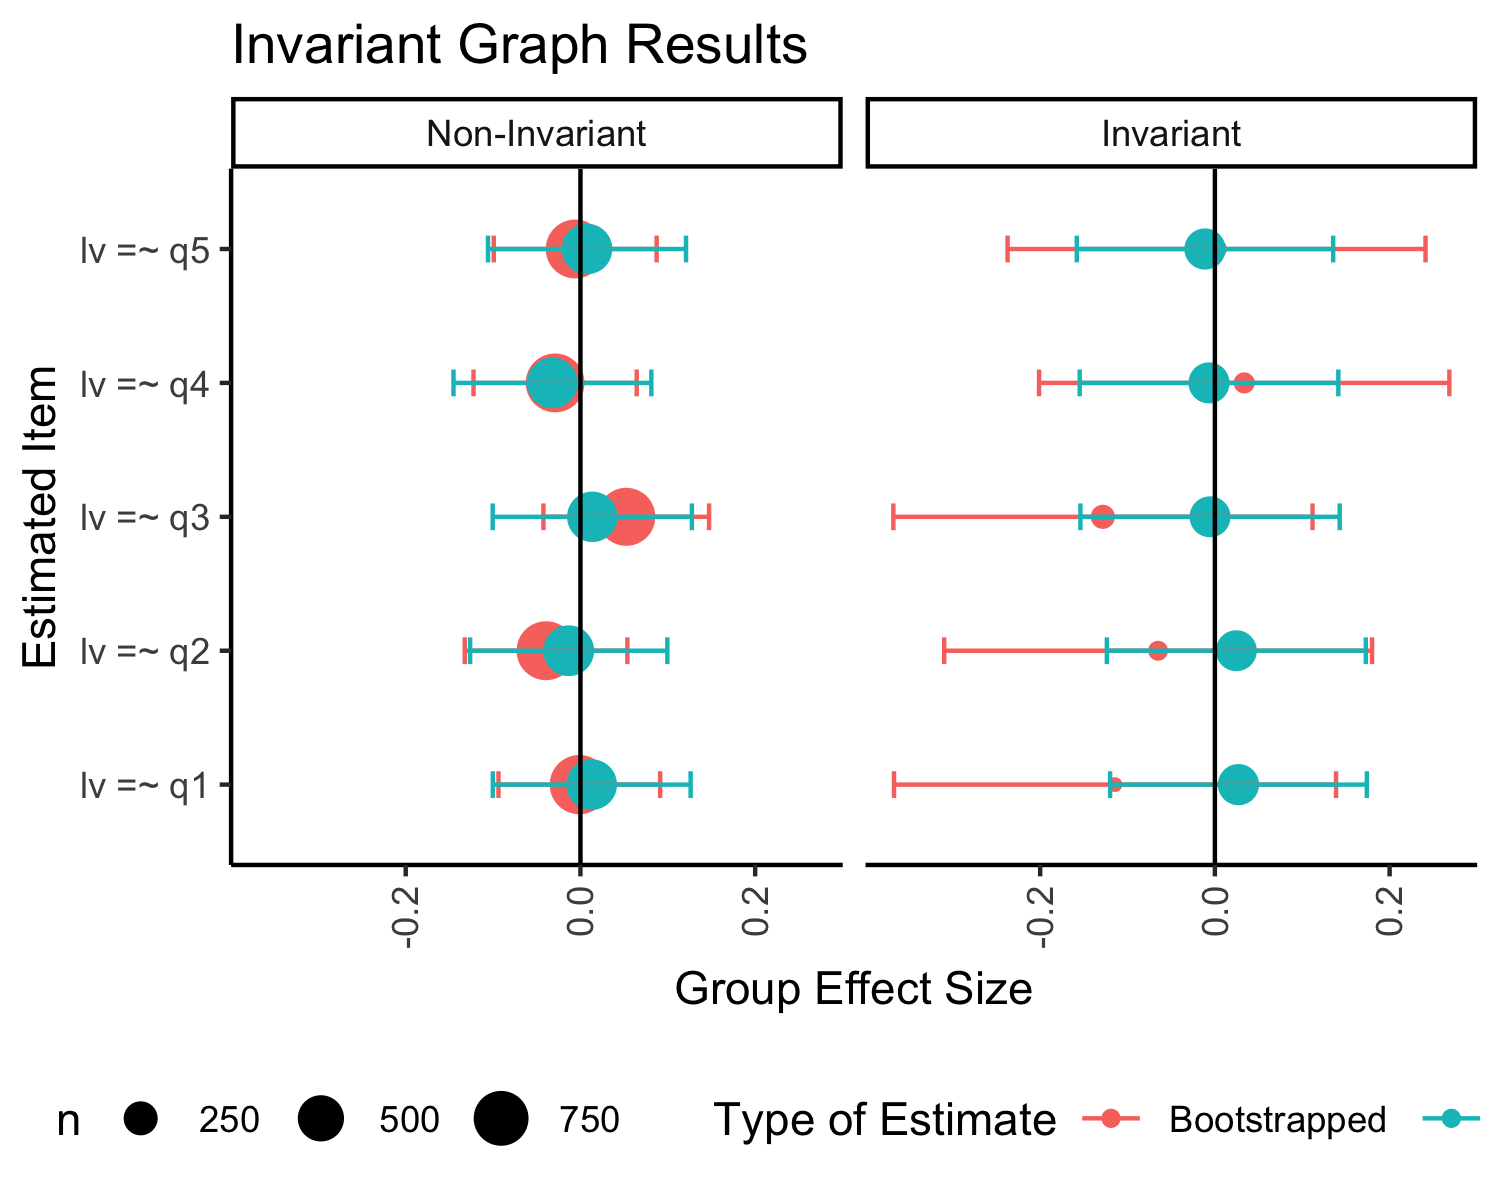 Invariant Graph Results
Non-Invariant
Invariant
Estimated Item
lv =~ q5
lv =~ q4
lv =~ q3
lv =~ q2
lv =~ q1
-0.2
0.0
0.2
-0.2
0.0
0.2
Group Effect Size
n 250 500 750 Type of Estimate Bootstrapped